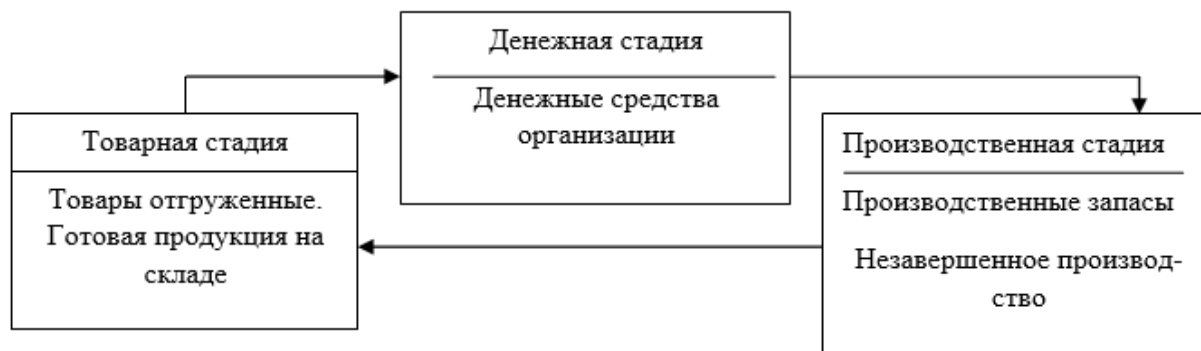 Денежная стадия
Денежные средства
организации
Товарная стадия
Товары отгруженные.
Готовая продукция на
складе
Производственная стадия
Производственные запасы
Незавершенное производ-
ство